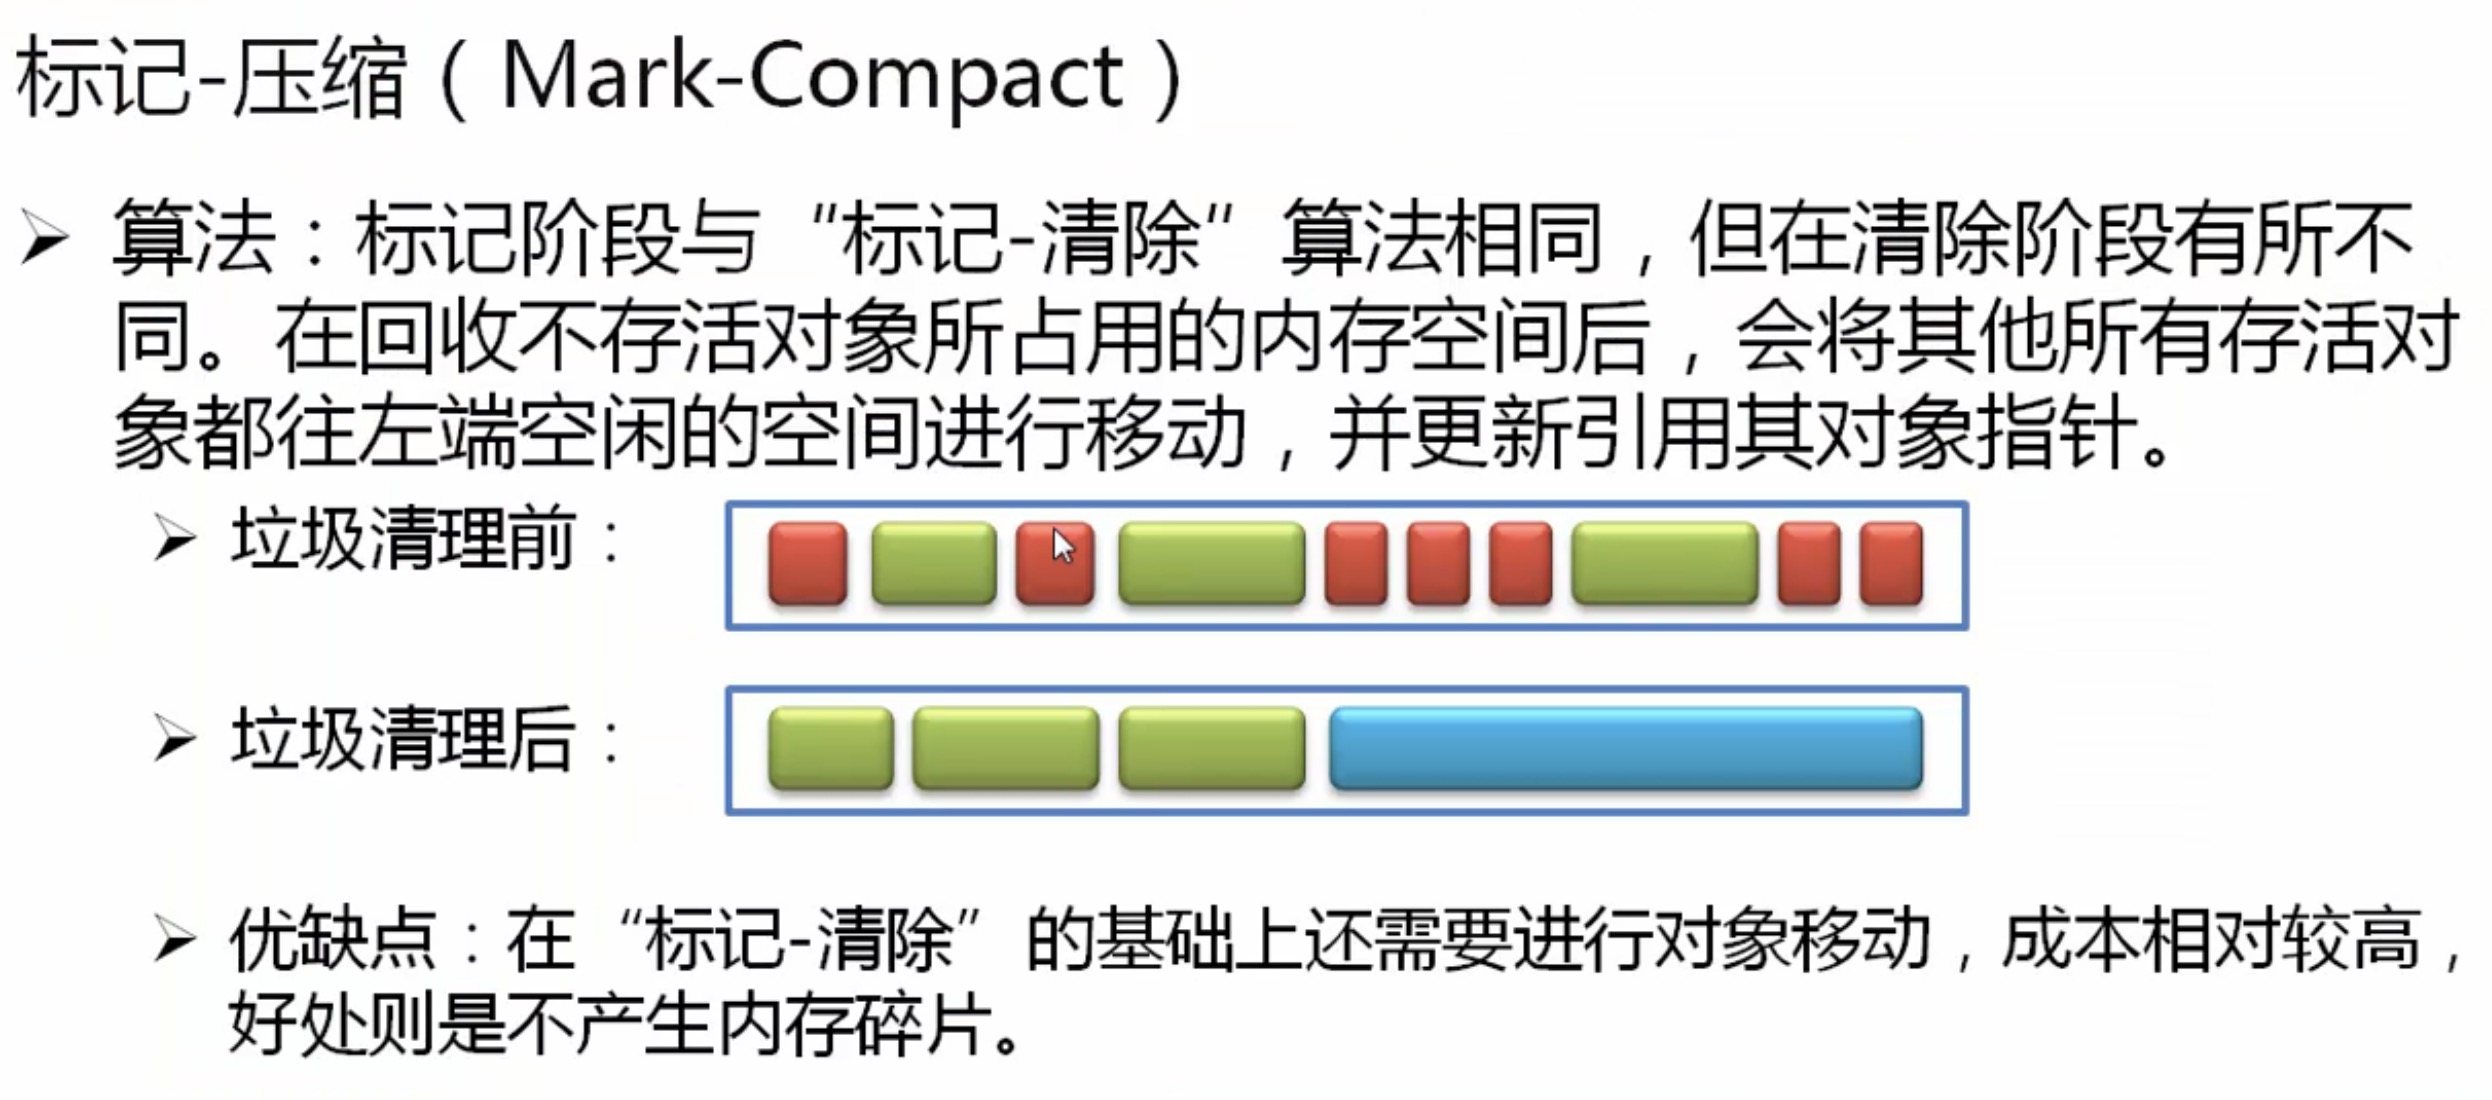 标记-压缩（Mark-Compact）
算法：标记阶段与“标记-清除”算法相同，但在清除阶段有所不
同。在回收不存活对象所占用的内存空间后，会将其他所有存活对
象都往左端空闲的空间进行移动，并更新引用其对象指针。
垃圾清理前：
垃圾清理后：
优缺点：在“标记-清除”的基础上还需要进行对象移动，成本相对较高，
好处则是不产生内存碎片。